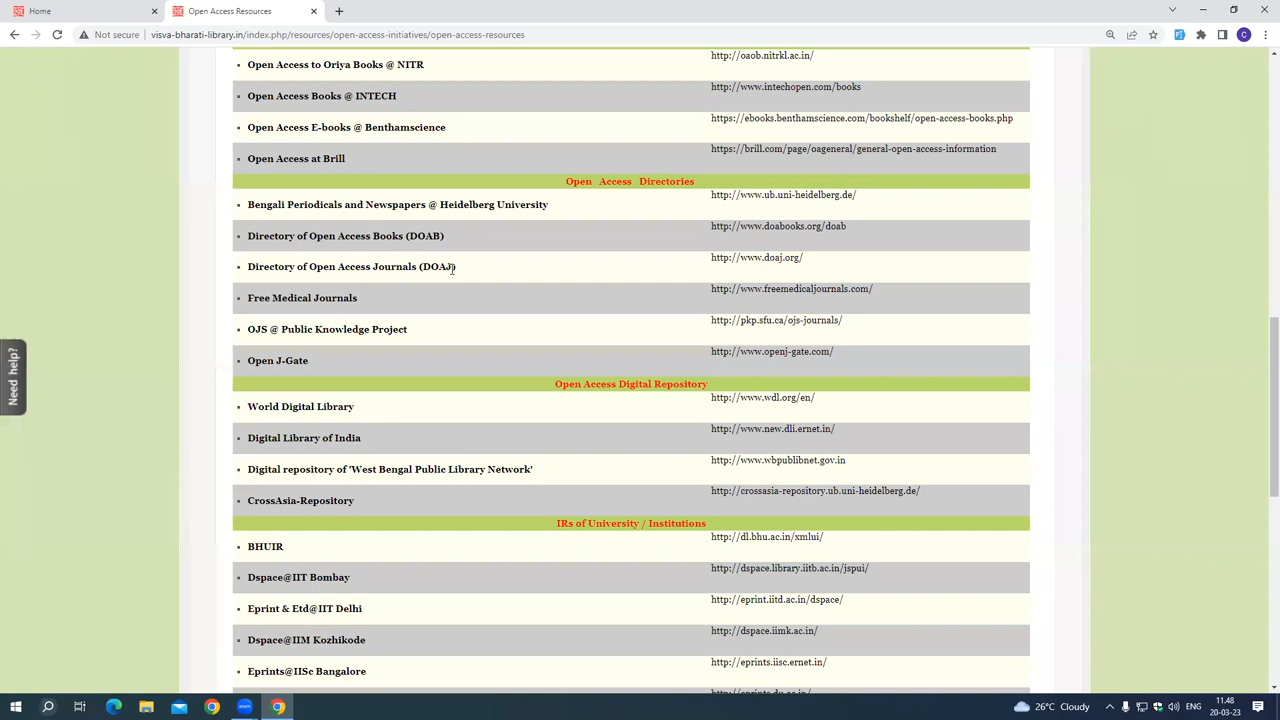 Home
Open Access Resources
Not secure | visva-bharati-library.in/index.php/resources/open-access-initiatives/open-access-resources
Open Access to Oriya Books @ NITR http://oaob.nitrkl.ac.in/
Open Access Books @ INTECH http://www.intechopen.com/books
Open Access E-books @ Benthamscience https://ebooks.benthamscience.com/bookshelf/open-access-books.php
Open Access at Brill https://brill.com/page/oageneral/general-open-access-information
Open Access Directories
Bengali Periodicals and Newspapers @ Heidelberg University http://www.ub.uni-heidelberg.de/
Directory of Open Access Books (DOAB) http://www.doabooks.org/doab
Directory of Open Access Journals (DOAJ) http://www.doaj.org/
Free Medical Journals http://www.freemedicaljournals.com/
OJS @ Public Knowledge Project http://pkp.sfu.ca/ojs-journals/
Open J-Gate http://www.openj-gate.com/
Need help?
Open Access Digital Repository
World Digital Library http://www.wdl.org/en/
Digital Library of India http://www.new.dli.ernet.in/
Digital repository of 'West Bengal Public Library Network' http://www.wbpublibnet.gov.in
CrossAsia-Repository http://crossasia-repository.ub.uni-heidelberg.de/
IRs of University / Institutions
BHUIR http://dl.bhu.ac.in/xmlui/
Dspace@IIT Bombay http://dspace.library.iitb.ac.in/jspui/
Eprint & Etd@IIT Delhi http://eprint.iitd.ac.in/dspace/
Dspace@IIM Kozhikode http://dspace.iimk.ac.in/
Eprints@IISc Bangalore http://eprints.iisc.ernet.in/
26°C Cloudy
11.48
20-03-23